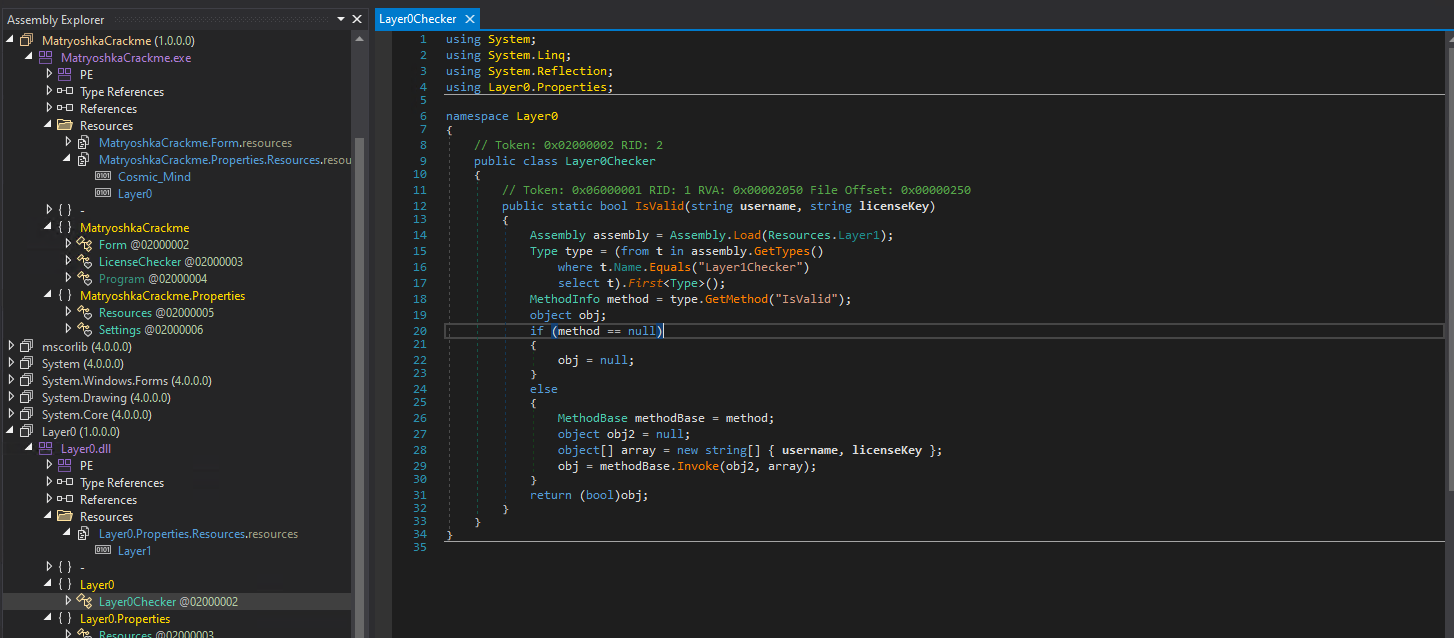 Assembly Explorer
MatryoshkaCrackme (1.0.0.0)
MatryoshkaCrackme.exe
PE
Type References
References
Resources
MatryoshkaCrackme.Form.resources
MatryoshkaCrackme.Properties.Resources.resou
Cosmic_Mind
Layer0
{ } -
{ } MatryoshkaCrackme
Form @02000002
LicenseChecker @02000003
Program @02000004
{ } MatryoshkaCrackme.Properties
Resources @02000005
Settings @02000006
mscorlib (4.0.0.0)
System (4.0.0.0)
System.Windows.Forms (4.0.0.0)
System.Drawing (4.0.0.0)
System.Core (4.0.0.0)
Layer0 (1.0.0.0)
Layer0.dll
PE
Type References
References
Resources
Layer0.Properties.Resources.resources
Layer1
{ } -
{ } Layer0
Layer0Checker @02000002
{ } Layer0.Properties
Resources @02000003
Layer0Checker
1 using System;
2 using System.Linq;
3 using System.Reflection;
4 using Layer0.Properties;
5
6 namespace Layer0
7 {
8 // Token: 0x02000002 RID: 2
9 public class Layer0Checker
10 {
11 // Token: 0x06000001 RID: 1 RVA: 0x00002050 File Offset: 0x00000250
12 public static bool IsValid(string username, string licenseKey)
13 {
14 Assembly assembly = Assembly.Load(Resources.Layer1);
15 Type type = (from t in assembly.GetTypes()
16 where t.Name.Equals("Layer1Checker")
17 select t).First<Type>();
18 MethodInfo method = type.GetMethod("IsValid");
19 object obj;
20 if (method == null)
21 {
22 obj = null;
23 }
24 else
25 {
26 MethodBase methodBase = method;
27 object obj2 = null;
28 object[] array = new string[] { username, licenseKey };
29 obj = methodBase.Invoke(obj2, array);
30 }
31 return (bool)obj;
32 }
33 }
34 }
35